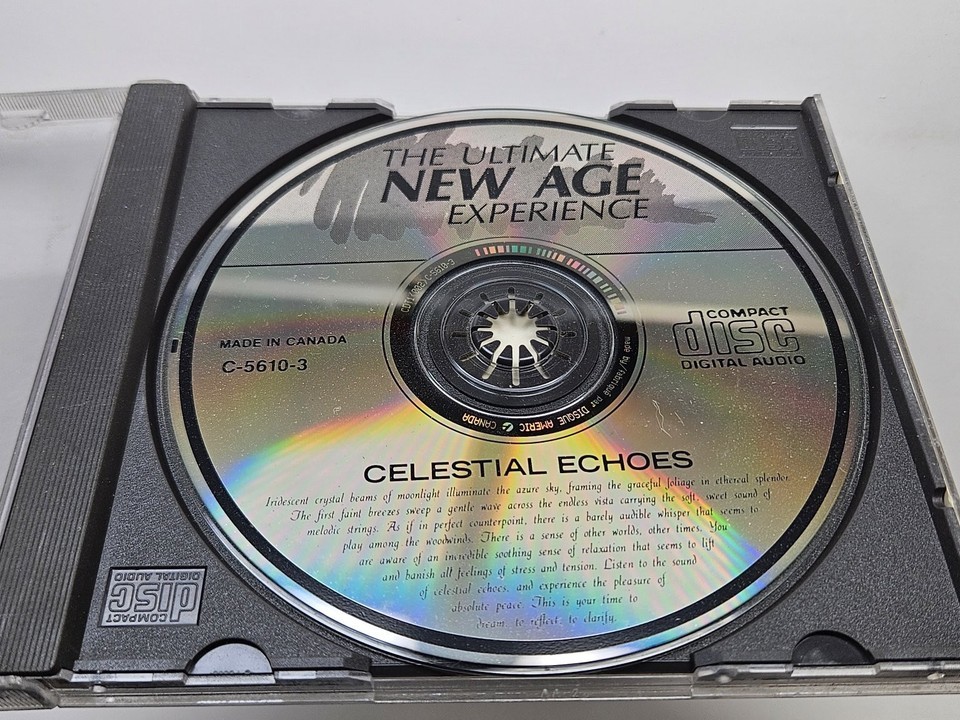 THE ULTIMATE
NEW AGE
EXPERIENCE
MADE IN CANADA
C-5610-3
COMPACT
disc
DIGITAL AUDIO
C-5610-3
made by/fabriqué par DISQUE AMERIC CANADA
CELESTIAL ECHOES
Iridescent crystal beams of moonlight illuminate the azure sky, framing the graceful foliage in ethereal splendor.
The first faint breezes sweep a gentle wave across the endless vista carrying the soft, sweet sound of
melodic strings. As if in perfect counterpoint, there is a barely audible whisper that seems to
play among the woodwinds. There is a sense of other worlds, other times. You
are aware of an incredible soothing sense of relaxation that seems to lift
and banish all feelings of stress and tension. Listen to the sound
of celestial echoes, and experience the pleasure of
absolute peace. This is your time to
dream, to reflect, to clarify.
COMPACT
disc
DIGITAL AUDIO